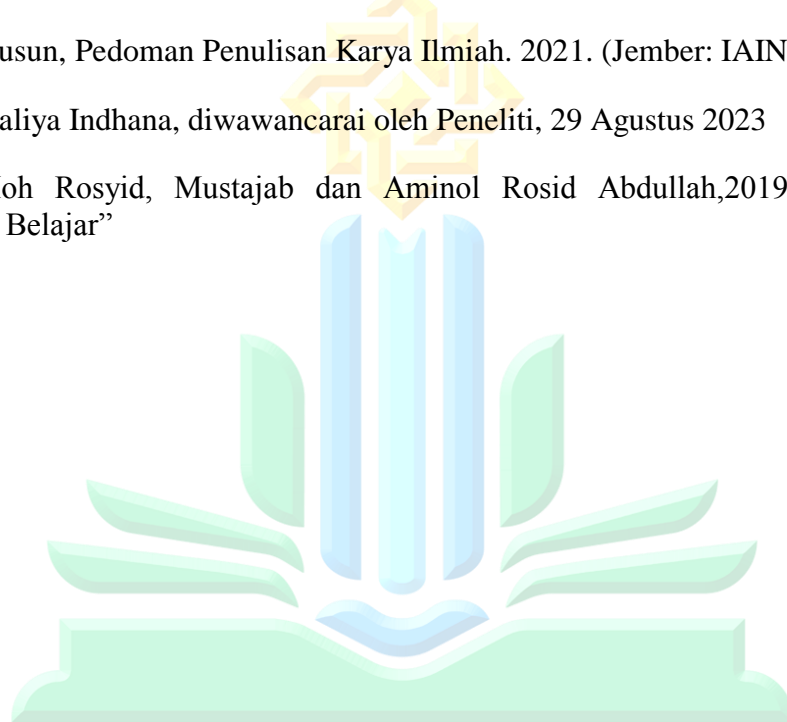 usun, Pedoman Penulisan Karya Ilmiah. 2021. (Jember: IAIN
aliya Indhana, diwawancarai oleh Peneliti, 29 Agustus 2023
oh Rosyid, Mustajab dan Aminol Rosid Abdullah,2019
Belajar”